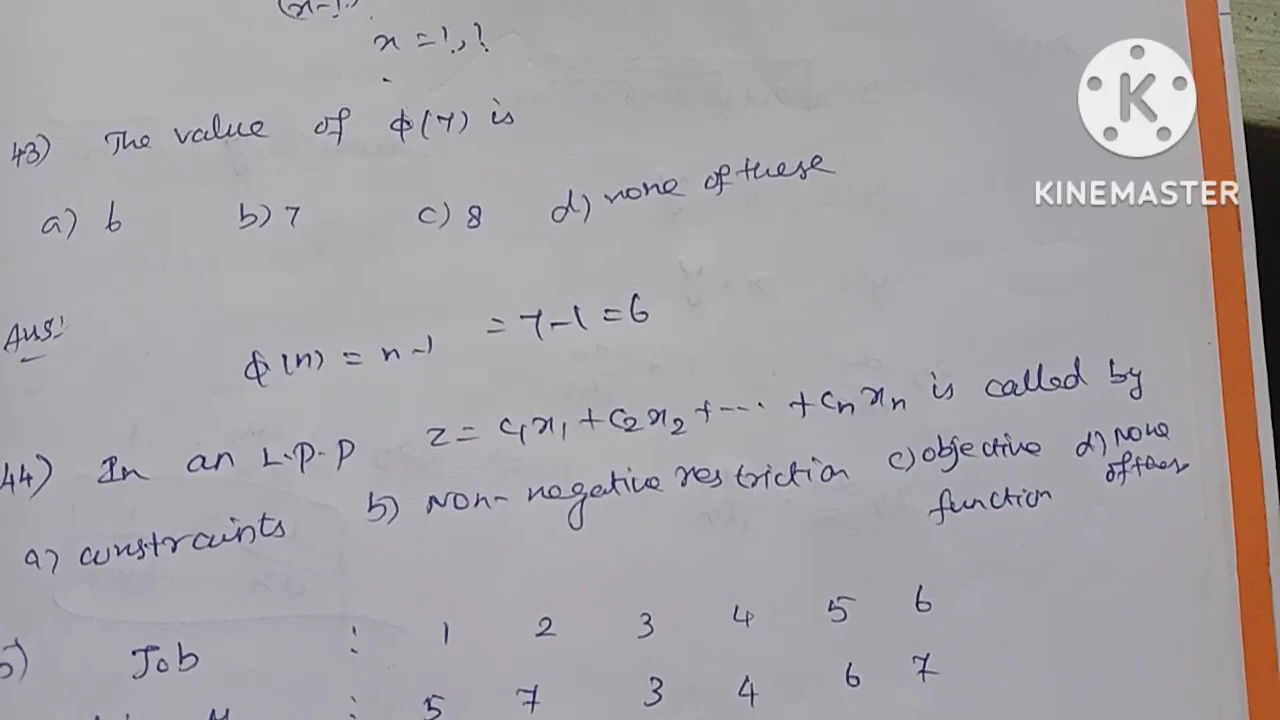 x = 1, 1
43) The value of ϕ(7) is
a) 6 b) 7 c) 8 d) none of these
Ans:
ϕ(n) = n-1 = 7-1 = 6
44) In an L.P.P z = c₁x₁ + c₂x₂ + ... + cₙxₙ is called by
a) constraints b) Non-negative restriction c) objective function d) none of these
Job : 1 2 3 4 5 6
: 5 7 3 4 6 7
K
KINEMASTER